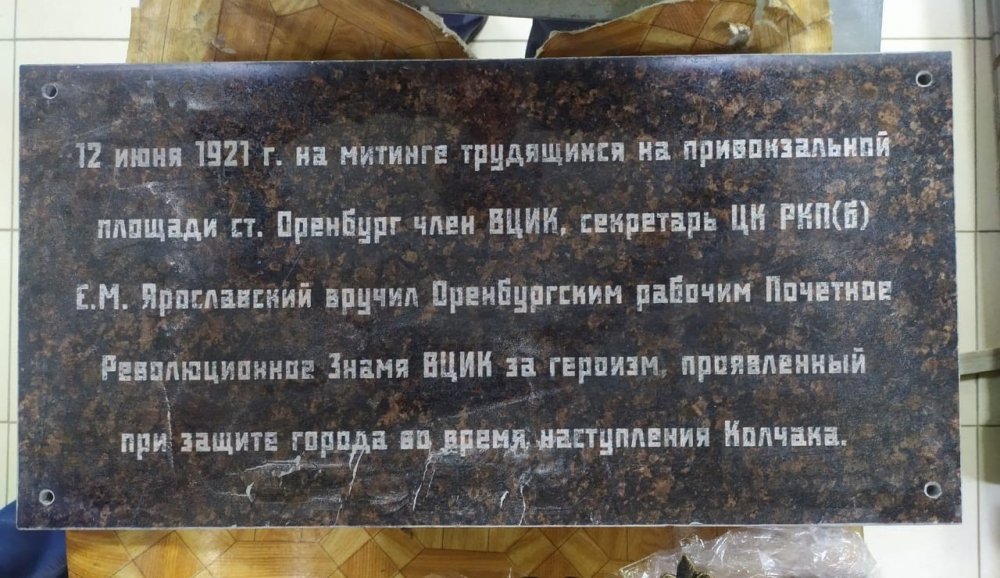 12 июня 1921 г. на митинге трудящихся на привокзальной
площади ст. Оренбург член ВЦИК, секретарь ЦК РКП(б)
Е.М. Ярославский вручил Оренбургским рабочим Почетное
Революционное Знамя ВЦИК за героизм, проявленный
при защите города во время наступления Колчака.